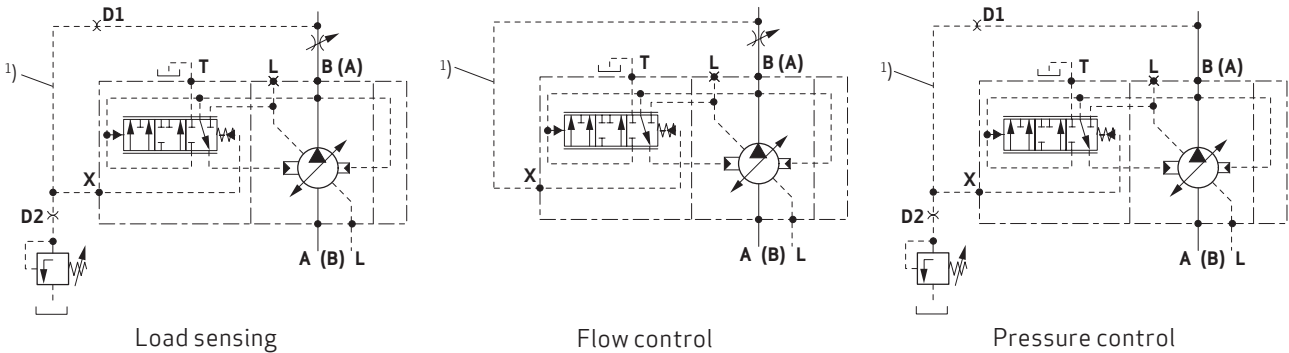 D1
T
L
B (A)
1)
X
D2
A (B) L
Load sensing
T
L
B (A)
1)
X
A (B) L
Flow control
D1
T
L
B (A)
1)
X
D2
A (B) L
Pressure control